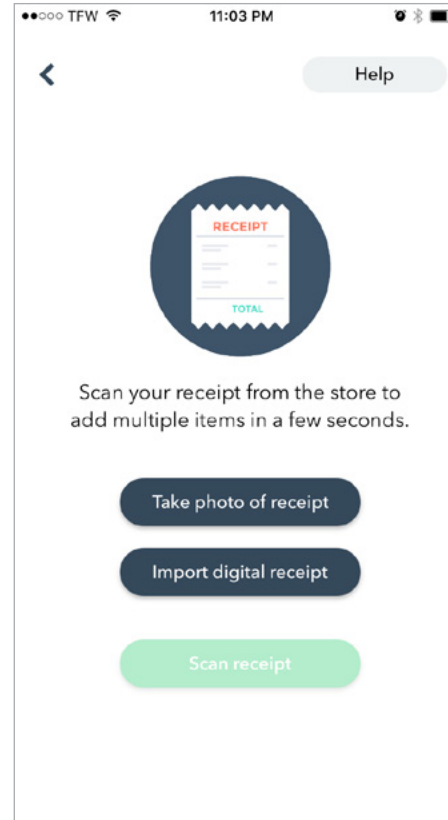 TFW 11:03 PM
Help
RECEIPT
TOTAL
Scan your receipt from the store to
add multiple items in a few seconds.
Take photo of receipt
Import digital receipt
Scan receipt